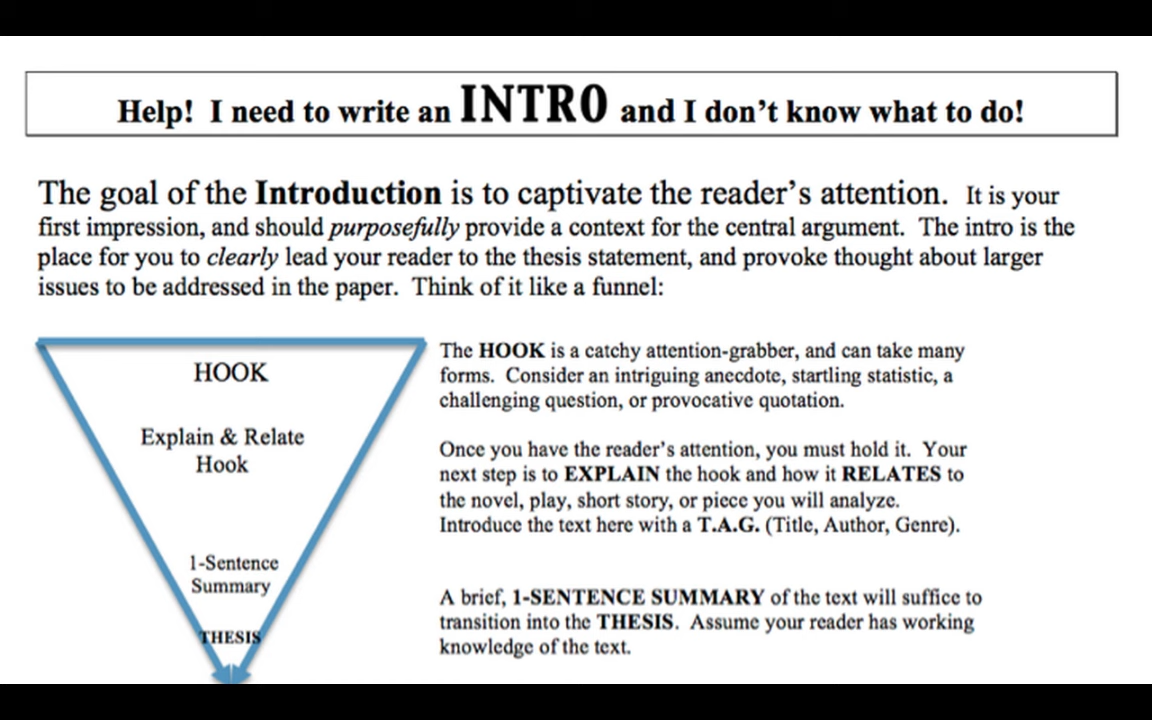 Help! I need to write an INTRO and I don't know what to do!
The goal of the Introduction is to captivate the reader's attention. It is your
first impression, and should purposefully provide a context for the central argument. The intro is the
place for you to clearly lead your reader to the thesis statement, and provoke thought about larger
issues to be addressed in the paper. Think of it like a funnel:
HOOK
Explain & Relate
Hook
1-Sentence
Summary
THESIS
The HOOK is a catchy attention-grabber, and can take many
forms. Consider an intriguing anecdote, startling statistic, a
challenging question, or provocative quotation.
Once you have the reader's attention, you must hold it. Your
next step is to EXPLAIN the hook and how it RELATES to
the novel, play, short story, or piece you will analyze.
Introduce the text here with a T.A.G. (Title, Author, Genre).
A brief, 1-SENTENCE SUMMARY of the text will suffice to
transition into the THESIS. Assume your reader has working
knowledge of the text.